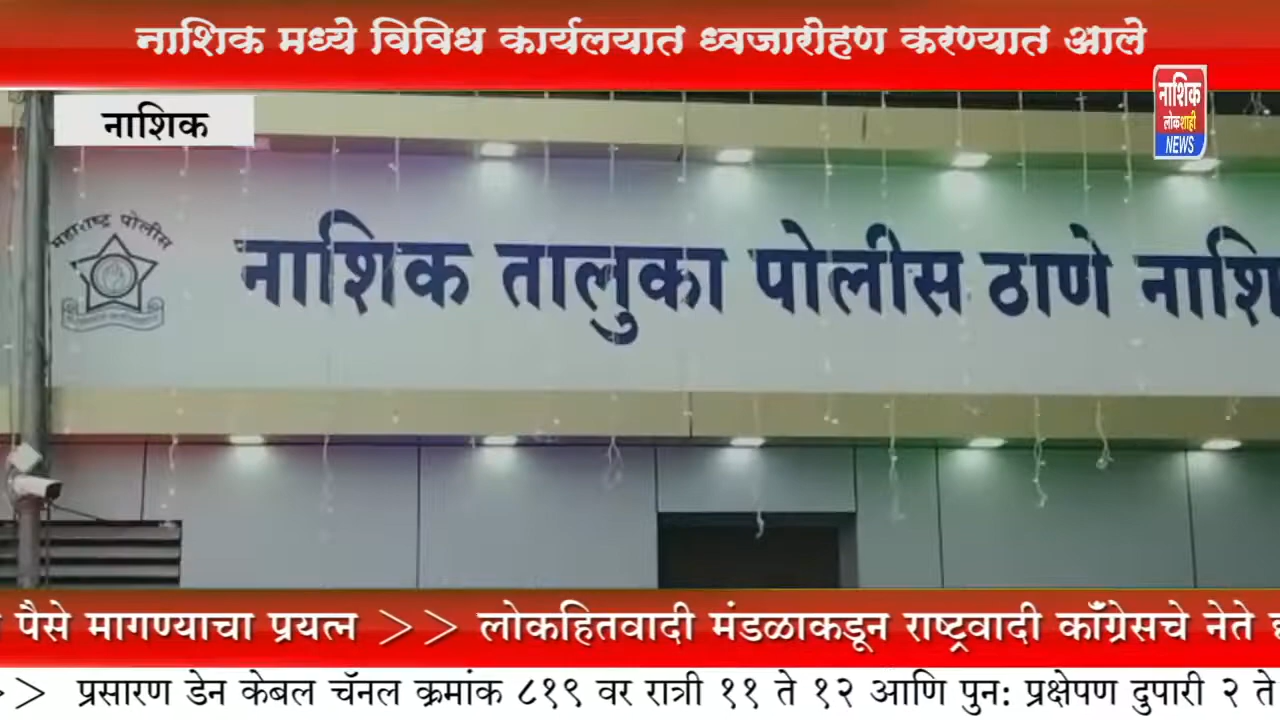 नाशिक मध्ये विविध कार्यलयात ध्वजारोहण करण्यात आले
नाशिक
नाशिक
लोकशाही
NEWS
महाराष्ट्र पोलीस
नाशिक तालुका पोलीस ठाणे नाशि
पैसे मागण्याचा प्रयत्न >> लोकहितवादी मंडळाकडून राष्ट्रवादी काँग्रेसचे नेते
>> प्रसारण डेन केबल चॅनल क्रमांक ८१९ वर रात्री ११ ते १२ आणि पुन: प्रक्षेपण दुपारी २ ते